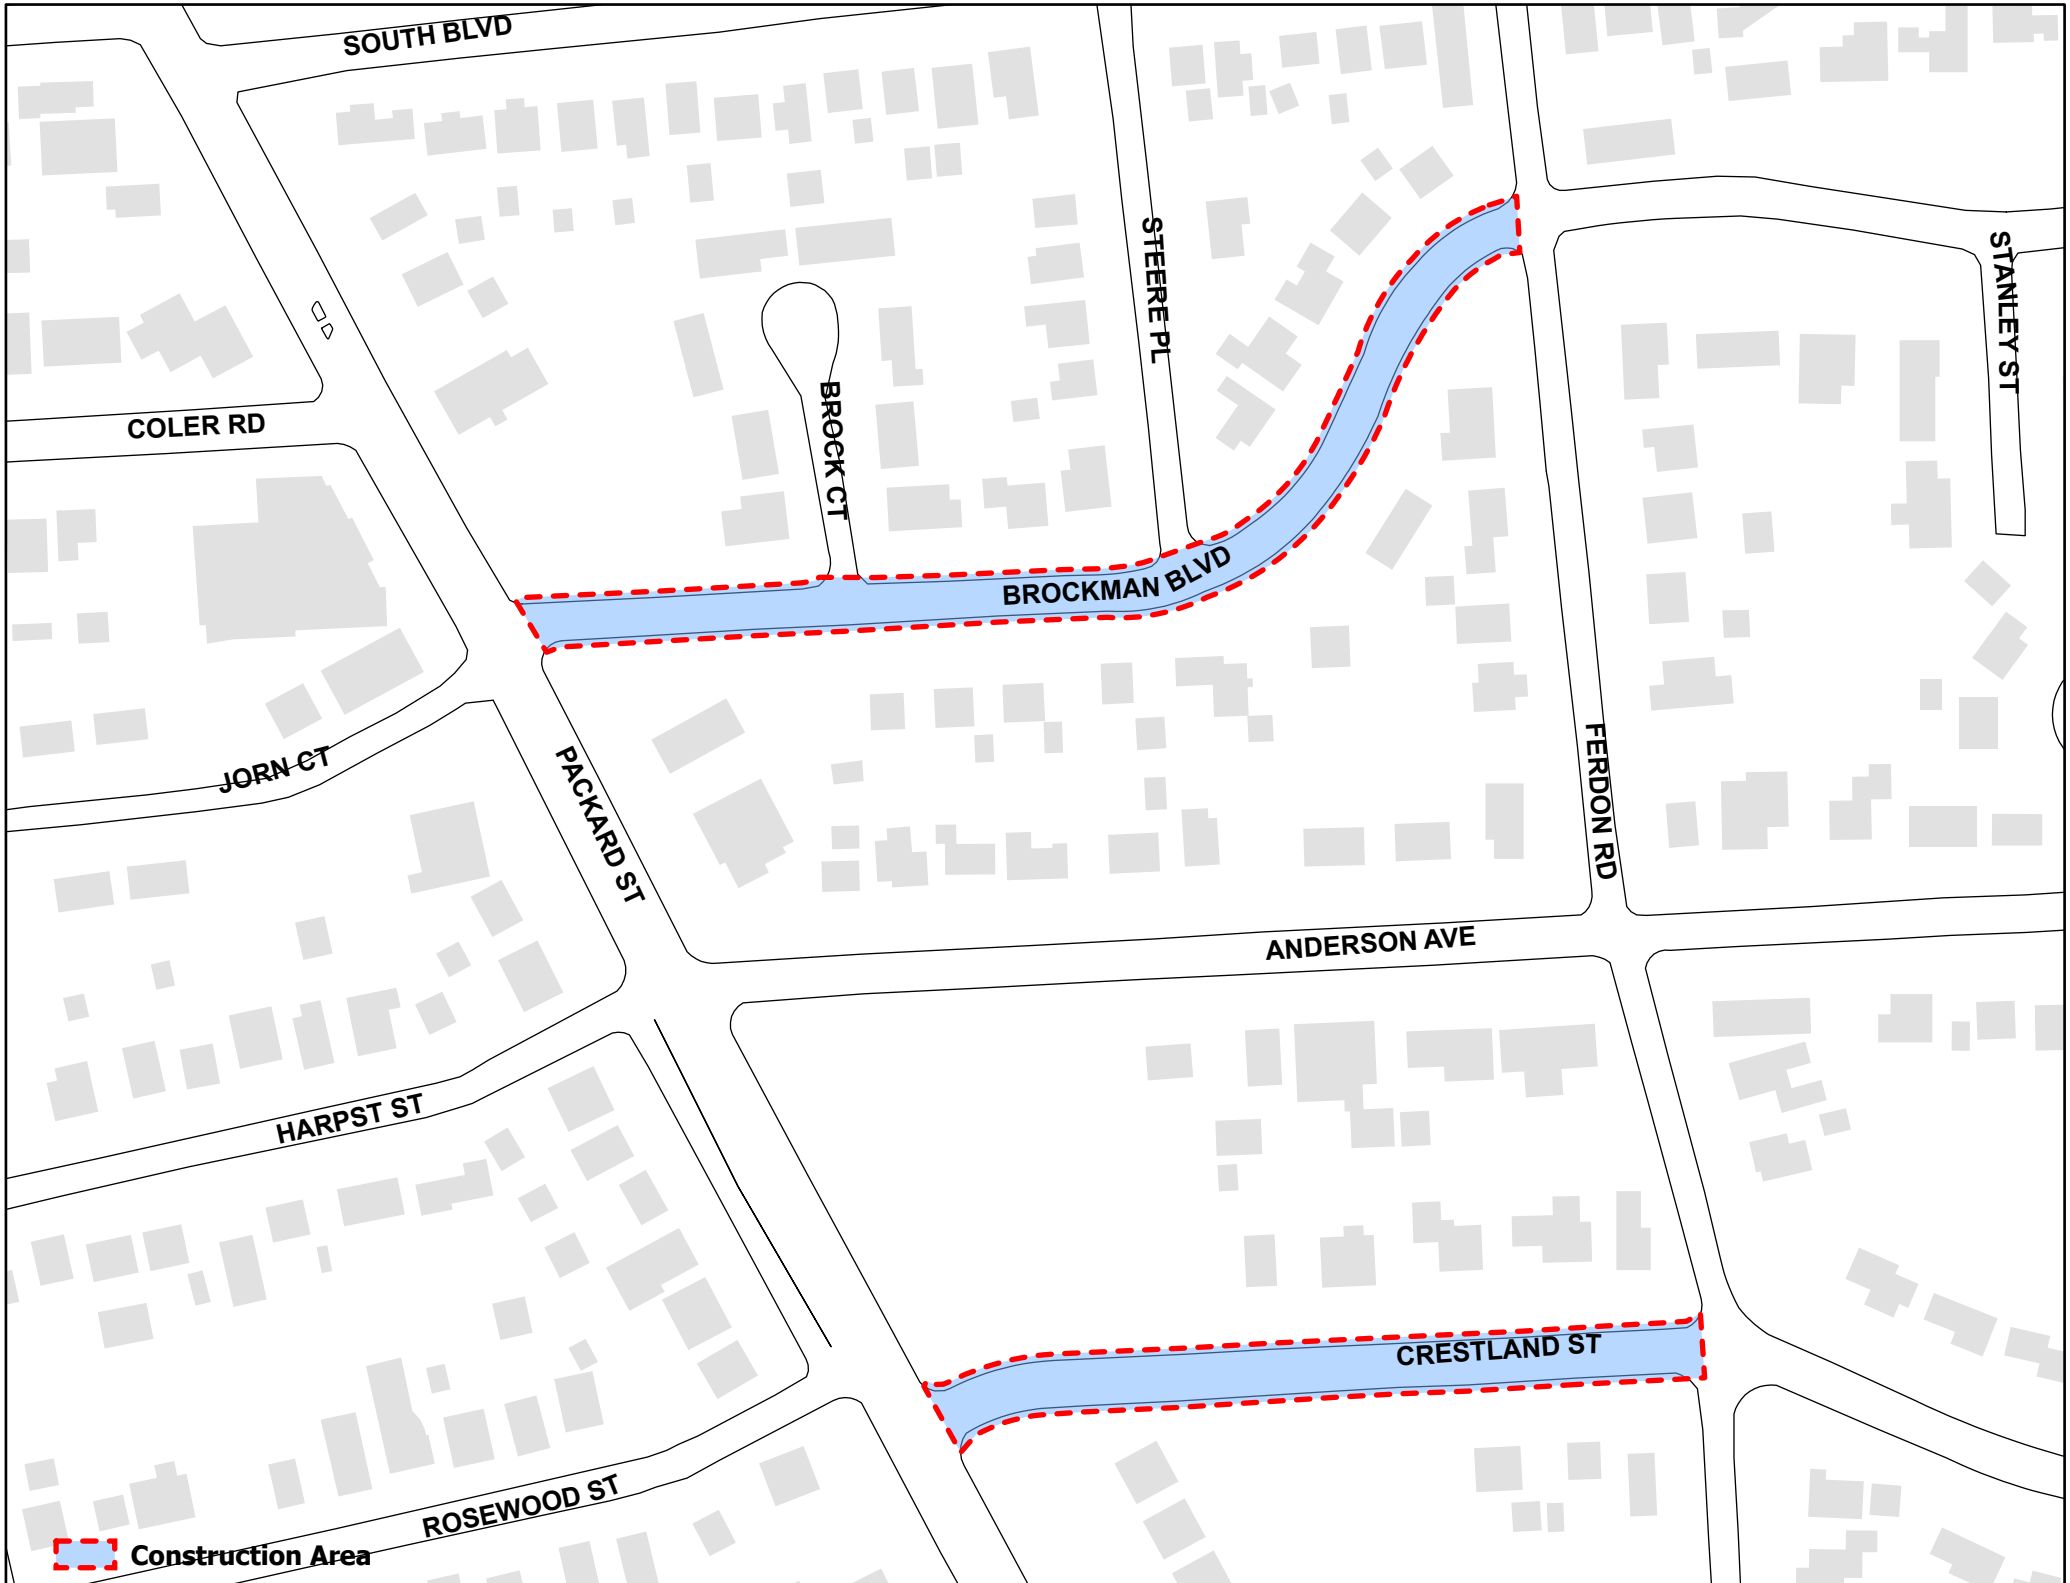 SOUTH BLVD
STEERE PL
STANLEY ST
BROCK CT
COLER RD
BROCKMAN BLVD
JORN CT
PACKARD ST
FERDON RD
ANDERSON AVE
HARPST ST
CRESTLAND ST
ROSEWOOD ST
Construction Area